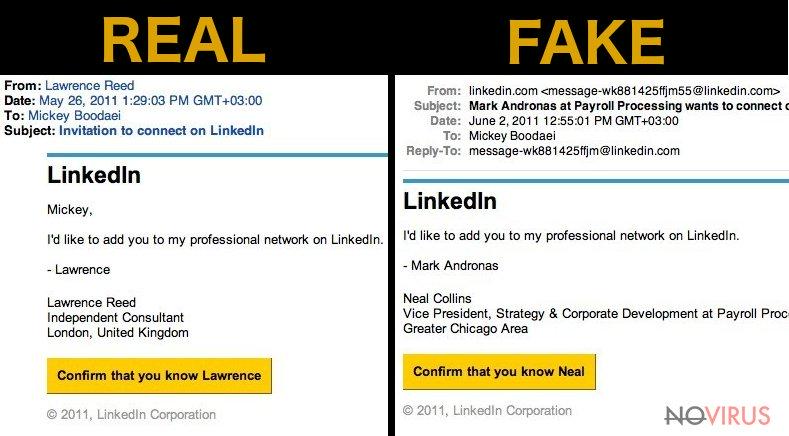 REAL
From: Lawrence Reed
Date: May 26, 2011 1:29:03 PM GMT+03:00
To: Mickey Boodaei
Subject: Invitation to connect on LinkedIn
LinkedIn
Mickey,
I'd like to add you to my professional network on LinkedIn.
- Lawrence
Lawrence Reed
Independent Consultant
London, United Kingdom
Confirm that you know Lawrence
© 2011, LinkedIn Corporation
FAKE
From: linkedin.com <message-wk881425ffjm55@linkedin.com>
Subject: Mark Andronas at Payroll Processing wants to connect
Date: June 2, 2011 12:55:01 PM GMT+03:00
To: Mickey Boodaei
Reply-To: message-wk881425ffjm@linkedin.com
LinkedIn
I'd like to add you to my professional network on LinkedIn.
- Mark Andronas
Neal Collins
Vice President, Strategy & Corporate Development at Payroll Proc
Greater Chicago Area
Confirm that you know Neal
© 2011, LinkedIn Corporation
NOVIRUS